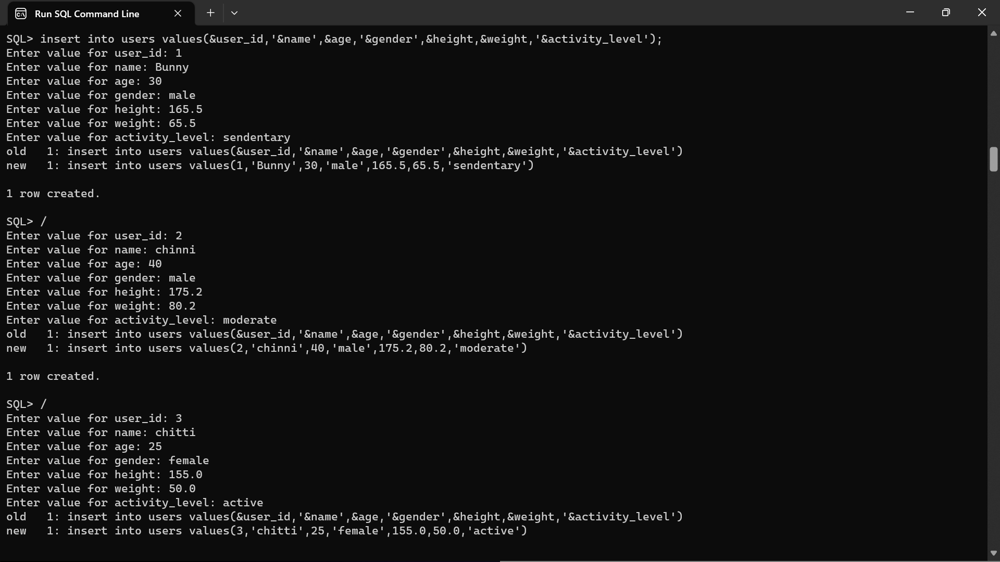 Run SQL Command Line
SQL> insert into users values(&user_id,'&name',&age,'&gender',&height,&weight,'&activity_level');
Enter value for user_id: 1
Enter value for name: Bunny
Enter value for age: 30
Enter value for gender: male
Enter value for height: 165.5
Enter value for weight: 65.5
Enter value for activity_level: sendentary
old   1: insert into users values(&user_id,'&name',&age,'&gender',&height,&weight,'&activity_level')
new   1: insert into users values(1,'Bunny',30,'male',165.5,65.5,'sendentary')
1 row created.
SQL> /
Enter value for user_id: 2
Enter value for name: chinni
Enter value for age: 40
Enter value for gender: male
Enter value for height: 175.2
Enter value for weight: 80.2
Enter value for activity_level: moderate
old   1: insert into users values(&user_id,'&name',&age,'&gender',&height,&weight,'&activity_level')
new   1: insert into users values(2,'chinni',40,'male',175.2,80.2,'moderate')
1 row created.
SQL> /
Enter value for user_id: 3
Enter value for name: chitti
Enter value for age: 25
Enter value for gender: female
Enter value for height: 155.0
Enter value for weight: 50.0
Enter value for activity_level: active
old   1: insert into users values(&user_id,'&name',&age,'&gender',&height,&weight,'&activity_level')
new   1: insert into users values(3,'chitti',25,'female',155.0,50.0,'active')